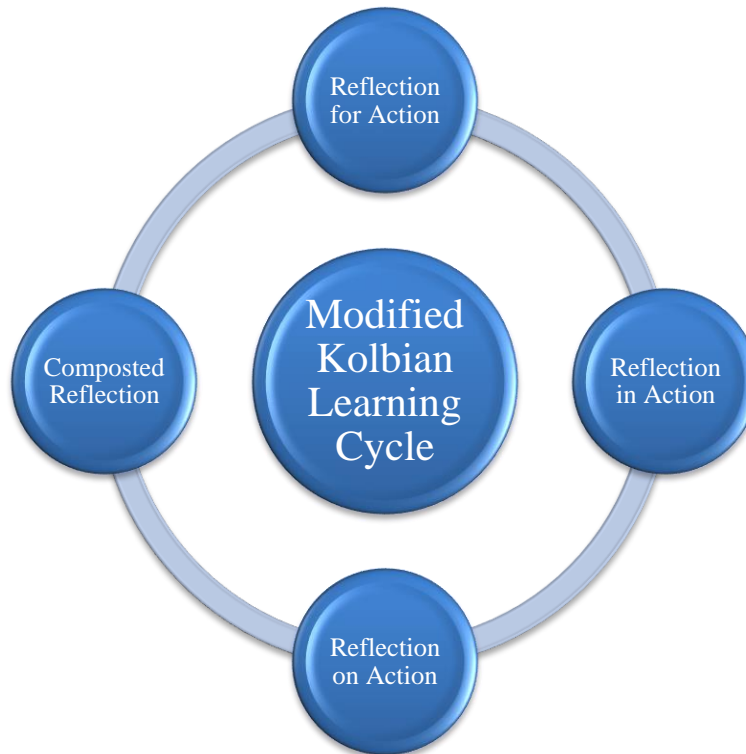 Reflection
for Action
Modified
Kolbian
Learning
Cycle
Composted
Reflection
Reflection
in Action
Reflection
on Action